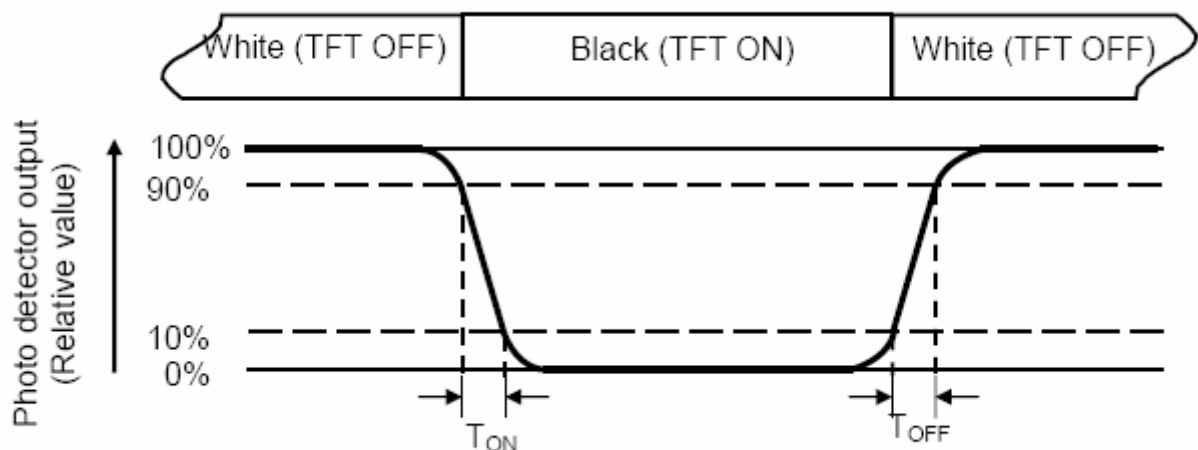 White (TFT OFF)
Black (TFT ON)
White (TFT OFF)
Photo detector output
(Relative value)
100%
90%
10%
0%
TON
TOFF